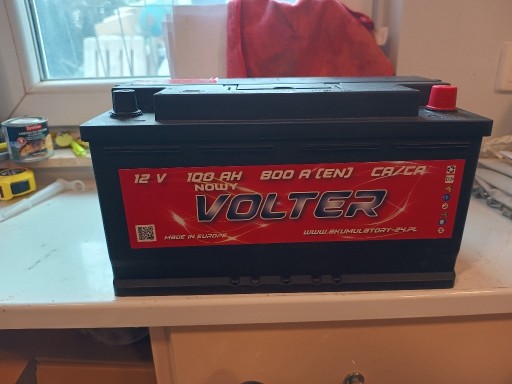 12 V 100 AH 800 A (EN) CA/CA
NOWY
VOLTER
MADE IN EUROPE
WWW.AKUMULATORY-24.PL